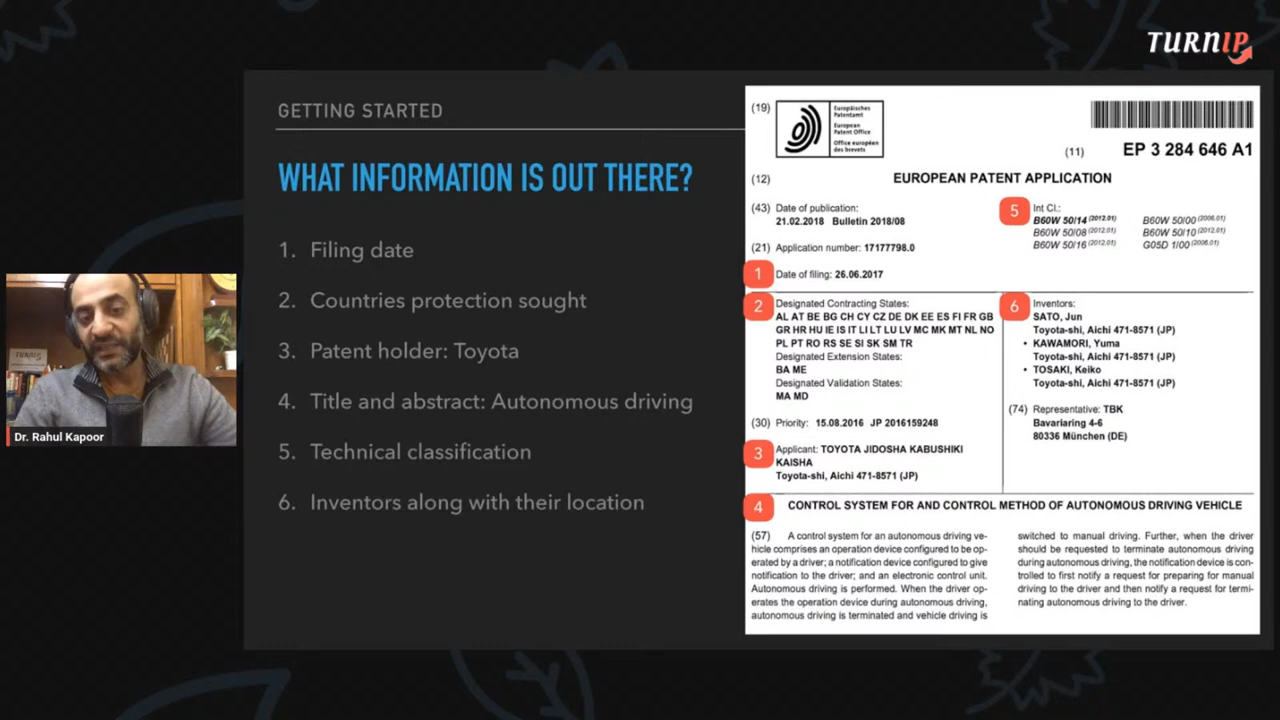 TURNIP
GETTING STARTED
WHAT INFORMATION IS OUT THERE?
1. Filing date
2. Countries protection sought
3. Patent holder: Toyota
4. Title and abstract: Autonomous driving
5. Technical classification
6. Inventors along with their location
TURNIP
Dr. Rahul Kapoor
(19)
Europäisches
Patentamt
European
Patent Office
Office européen
des brevets
(11) EP 3 284 646 A1
(12) EUROPEAN PATENT APPLICATION
(43) Date of publication:
21.02.2018 Bulletin 2018/08
(21) Application number: 17177798.0
1 Date of filing: 26.06.2017
5 Int Cl.:
B60W 50/14 (2012.01) B60W 50/00 (2006.01)
B60W 50/08 (2012.01) B60W 50/10 (2012.01)
B60W 50/16 (2012.01) G05D 1/00 (2006.01)
2 Designated Contracting States:
AL AT BE BG CH CY CZ DE DK EE ES FI FR GB
GR HR HU IE IS IT LI LT LU LV MC MK MT NL NO
PL PT RO RS SE SI SK SM TR
Designated Extension States:
BA ME
Designated Validation States:
MA MD
(30) Priority: 15.08.2016 JP 2016159248
3 Applicant: TOYOTA JIDOSHA KABUSHIKI
KAISHA
Toyota-shi, Aichi 471-8571 (JP)
6 Inventors:
SATO, Jun
Toyota-shi, Aichi 471-8571 (JP)
• KAWAMORI, Yuma
Toyota-shi, Aichi 471-8571 (JP)
• TOSAKI, Keiko
Toyota-shi, Aichi 471-8571 (JP)
(74) Representative: TBK
Bavariaring 4-6
80336 München (DE)
4 CONTROL SYSTEM FOR AND CONTROL METHOD OF AUTONOMOUS DRIVING VEHICLE
(57) A control system for an autonomous driving ve-
hicle comprises an operation device configured to be op-
erated by a driver; a notification device configured to give
notification to the driver; and an electronic control unit.
Autonomous driving is performed. When the driver op-
erates the operation device during autonomous driving,
autonomous driving is terminated and vehicle driving is
switched to manual driving. Further, when the driver
should be requested to terminate autonomous driving
during autonomous driving, the notification device is con-
trolled to first notify a request for preparing for manual
driving to the driver and then notify a request for termi-
nating autonomous driving to the driver.